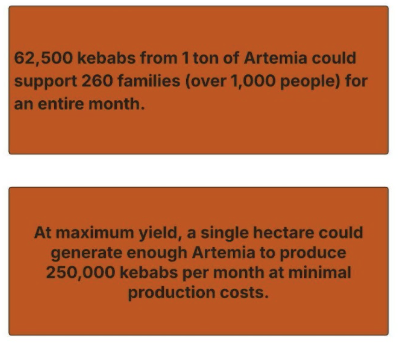 62,500 kebabs from 1 ton of Artemia could
support 260 families (over 1,000 people) for
an entire month.
At maximum yield, a single hectare could
generate enough Artemia to produce
250,000 kebabs per month at minimal
production costs.